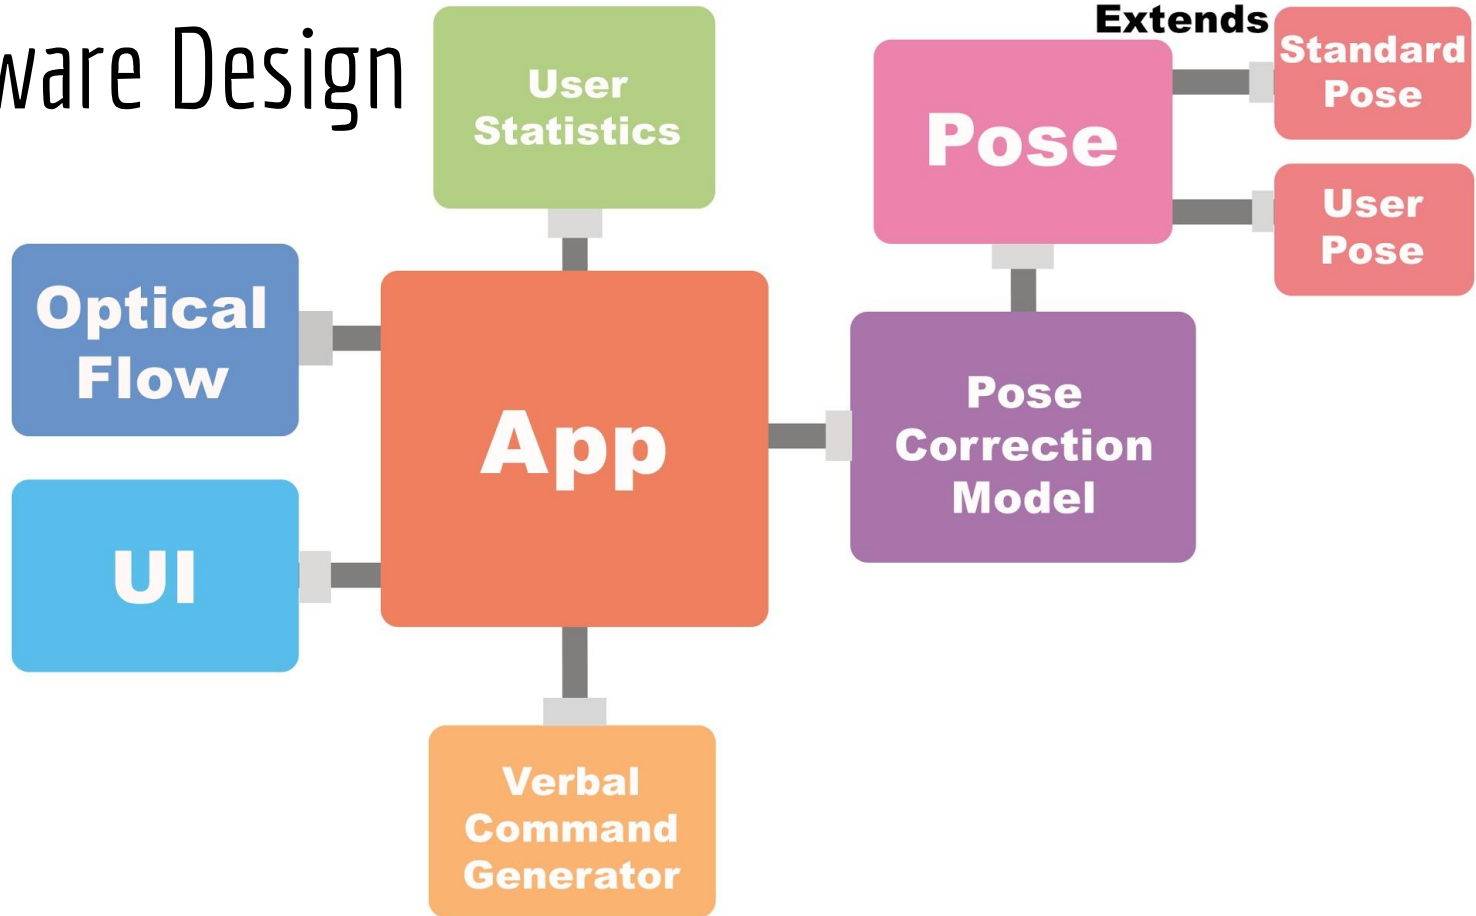 ware Design
User
Statistics
Extends
Standard
Pose
Pose
User
Pose
Optical
Flow
App
Pose
Correction
Model
UI
Verbal
Command
Generator